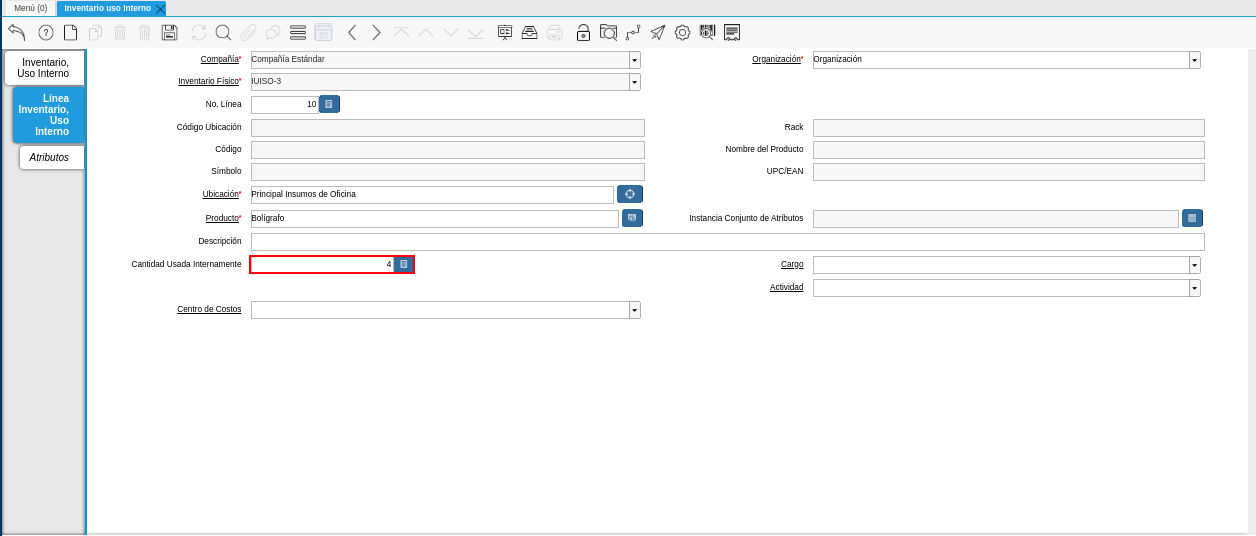 Menú (0)
Inventario uso Interno
Inventario,
Uso Interno
Línea
Inventario,
Uso
Interno
Atributos
Compañía* Compañía Estándar
Organización* Organización
Inventario Físico* IUISO-3
No. Línea 10
Código Ubicación
Rack
Código
Nombre del Producto
Símbolo
UPC/EAN
Ubicación* Principal Insumos de Oficina
Producto* Bolígrafo
Instancia Conjunto de Atributos
Descripción
Cantidad Usada Internamente 4
Cargo
Actividad
Centro de Costos